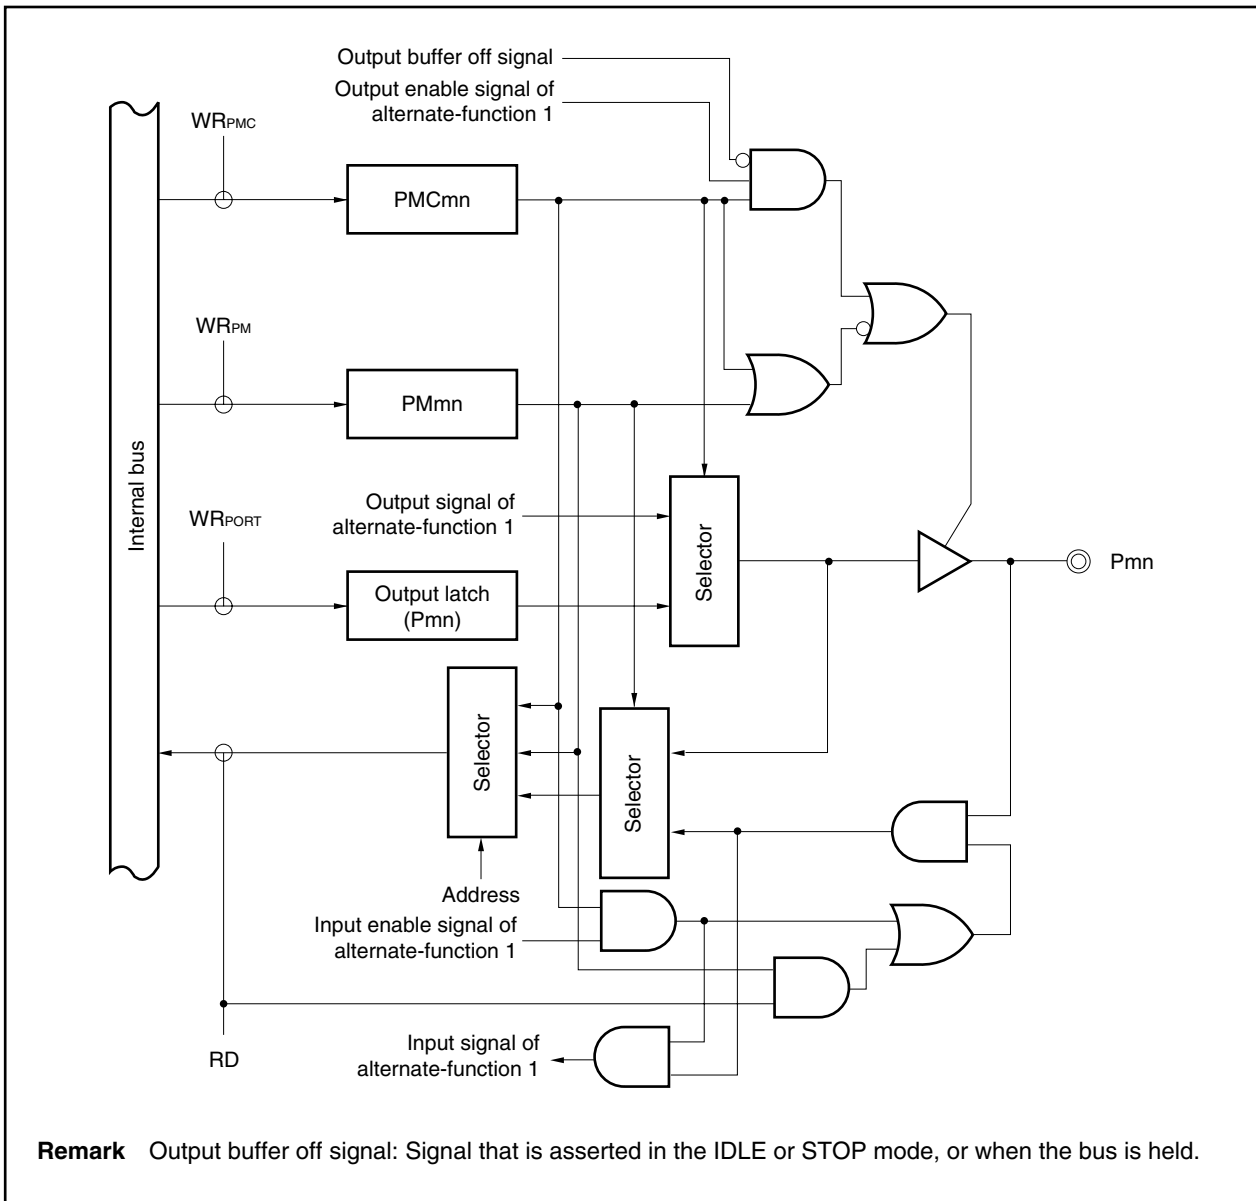 Output buffer off signal
Output enable signal of
alternate-function 1
WRPMC
PMCmn
WRPM
PMmn
Internal bus
WRPORT
Output signal of
alternate-function 1
Selector
Pmn
Output latch
(Pmn)
Selector
Selector
Address
Input enable signal of
alternate-function 1
RD
Input signal of
alternate-function 1
Remark Output buffer off signal: Signal that is asserted in the IDLE or STOP mode, or when the bus is held.